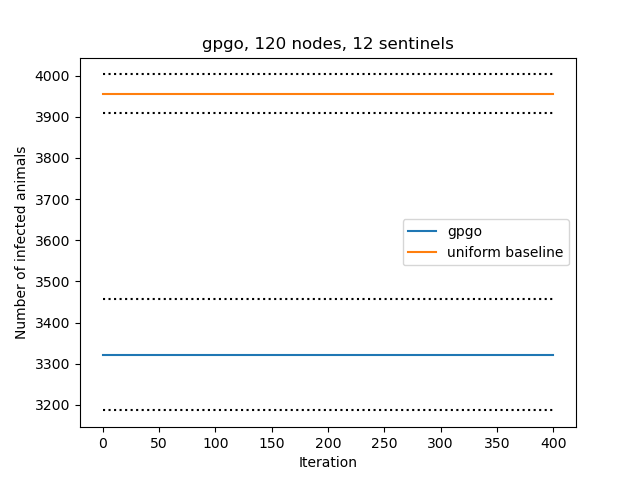 gpgo, 120 nodes, 12 sentinels
4000
3900
3800
3700
3600
3500
3400
3300
3200
Number of infected animals
gpgo
uniform baseline
0 50 100 150 200 250 300 350 400
Iteration